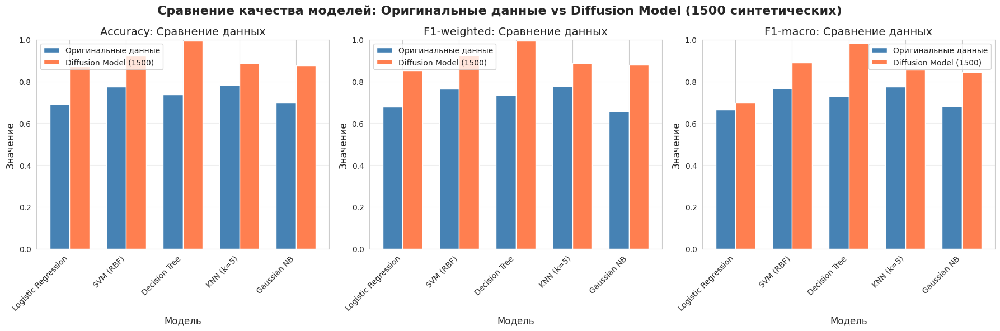 Сравнение качества моделей: Оригинальные данные vs Diffusion Model (1500 синтетических)
Accuracy: Сравнение данных
Оригинальные данные
Diffusion Model (1500)
1.0
0.8
0.6
0.4
0.2
0.0
Значение
Logistic Regression
SVM (RBF)
Decision Tree
KNN (k=5)
Gaussian NB
Модель
F1-weighted: Сравнение данных
Оригинальные данные
Diffusion Model (1500)
1.0
0.8
0.6
0.4
0.2
0.0
Значение
Logistic Regression
SVM (RBF)
Decision Tree
KNN (k=5)
Gaussian NB
Модель
F1-macro: Сравнение данных
Оригинальные данные
Diffusion Model (1500)
1.0
0.8
0.6
0.4
0.2
0.0
Значение
Logistic Regression
SVM (RBF)
Decision Tree
KNN (k=5)
Gaussian NB
Модель